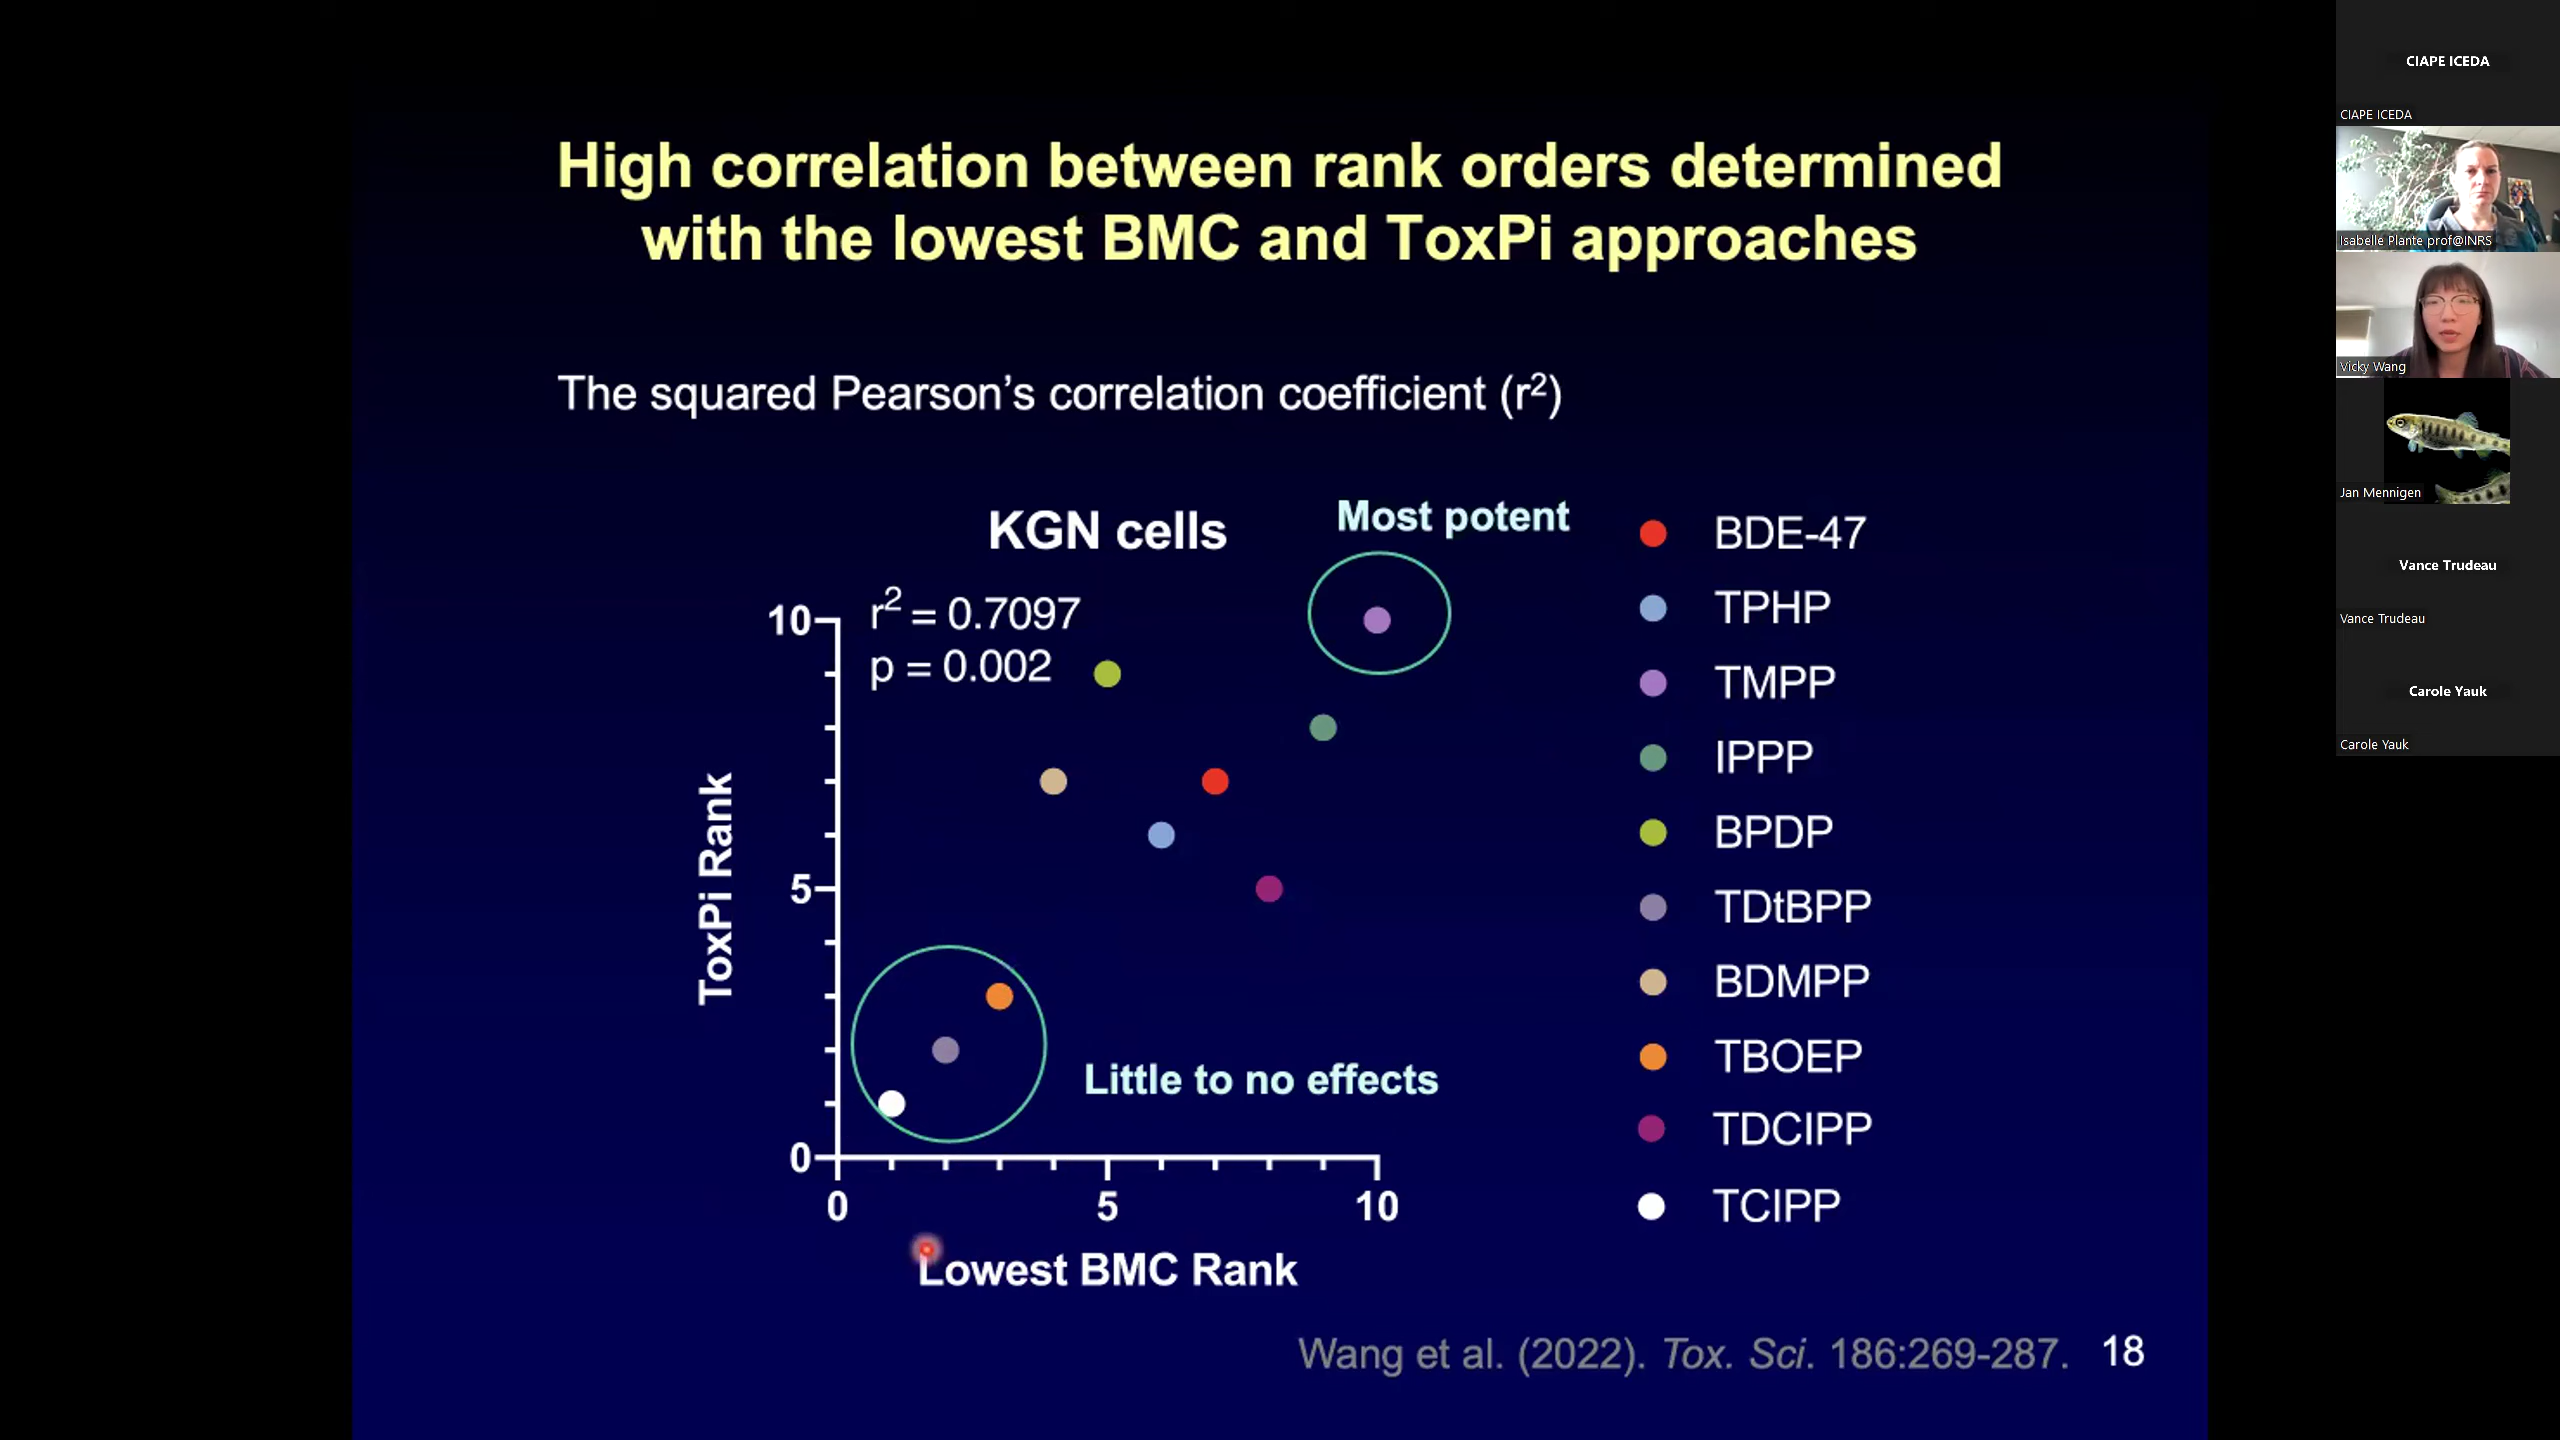 High correlation between rank orders determined
with the lowest BMC and ToxPi approaches
The squared Pearson’s correlation coefficient (r²)
KGN cells
Most potent
r² = 0.7097
p = 0.002
10
5
0
ToxPi Rank
Little to no effects
0 5 10
Lowest BMC Rank
BDE-47
TPHP
TMPP
IPPP
BPDP
TDtBPP
BDMPP
TBOEP
TDCIPP
TCIPP
Wang et al. (2022). Tox. Sci. 186:269-287. 18
CIAPE ICEDA
CIAPE ICEDA
Isabelle Plante prof@INRS
Vicky Wang
Jan Mennigen
Vance Trudeau
Vance Trudeau
Carole Yauk
Carole Yauk